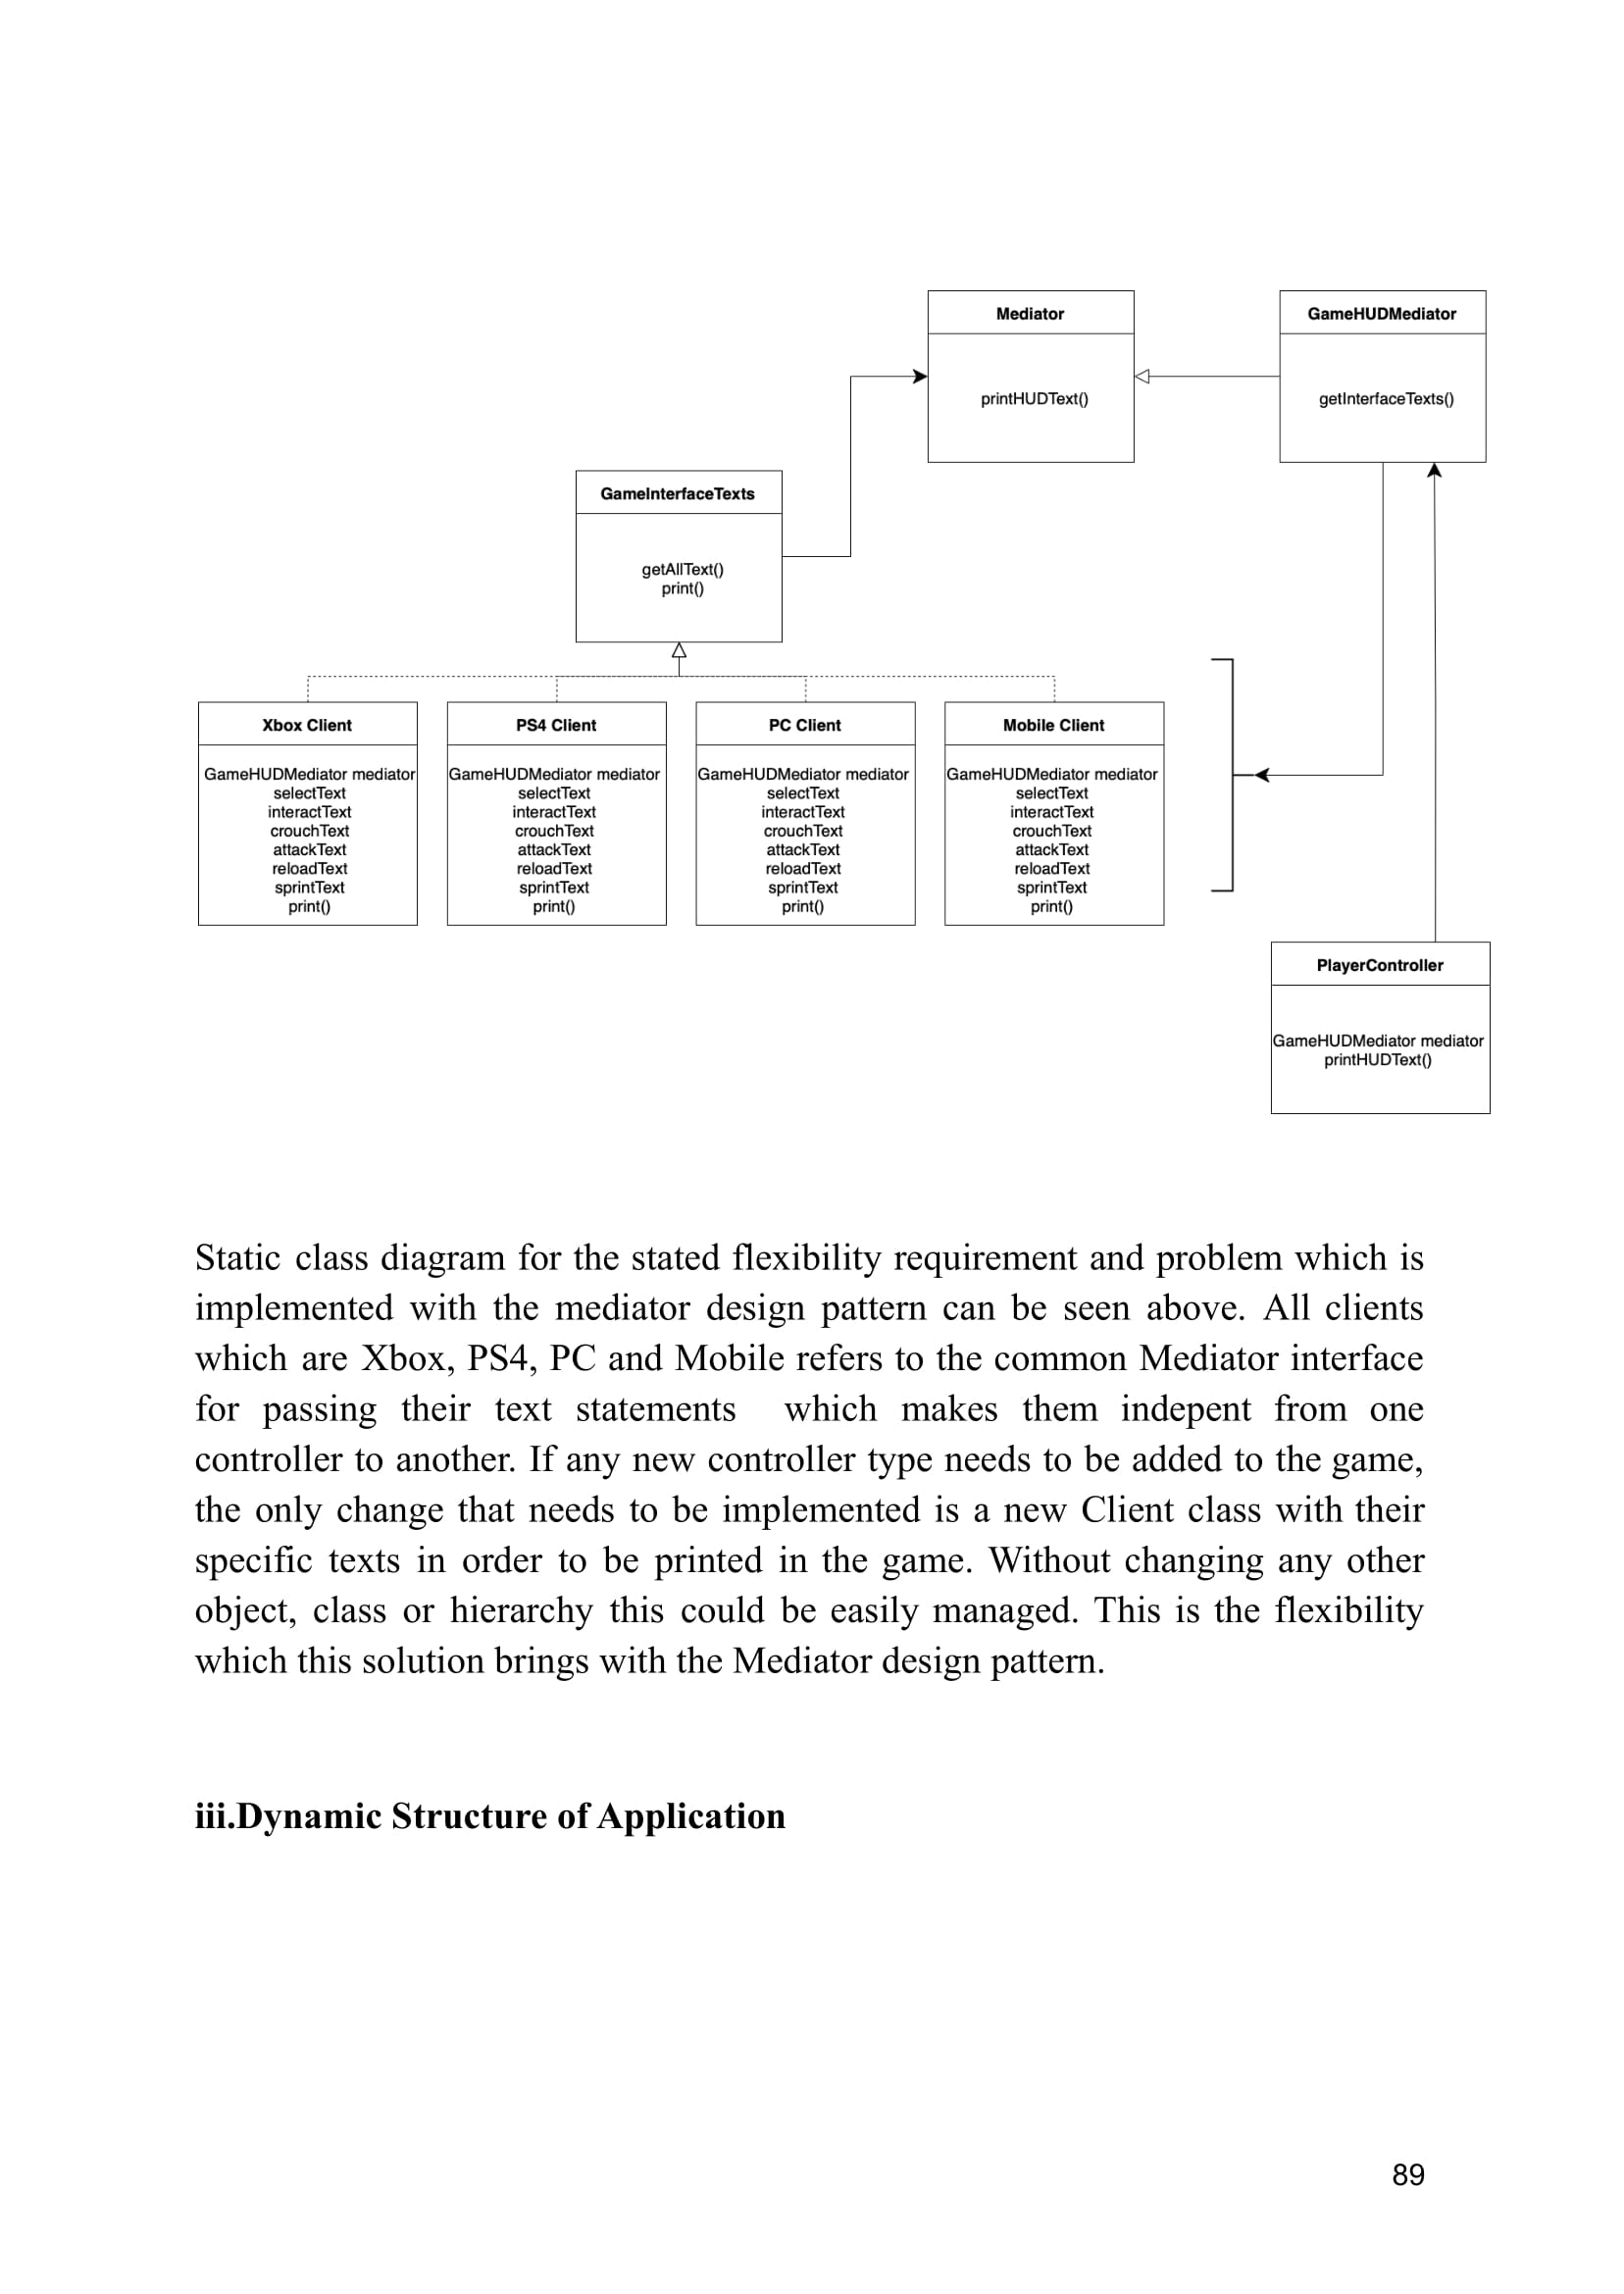 Mediator
printHUDText()
GameHUDMediator
getInterfaceTexts()
GameInterfaceTexts
getAllText()
print()
Xbox Client
GameHUDMediator mediator
selectText
interactText
crouchText
attackText
reloadText
sprintText
print()
PS4 Client
GameHUDMediator mediator
selectText
interactText
crouchText
attackText
reloadText
sprintText
print()
PC Client
GameHUDMediator mediator
selectText
interactText
crouchText
attackText
reloadText
sprintText
print()
Mobile Client
GameHUDMediator mediator
selectText
interactText
crouchText
attackText
reloadText
sprintText
print()
PlayerController
GameHUDMediator mediator
printHUDText()
Static class diagram for the stated flexibility requirement and problem which is
implemented with the mediator design pattern can be seen above. All clients
which are Xbox, PS4, PC and Mobile refers to the common Mediator interface
for passing their text statements which makes them indepent from one
controller to another. If any new controller type needs to be added to the game,
the only change that needs to be implemented is a new Client class with their
specific texts in order to be printed in the game. Without changing any other
object, class or hierarchy this could be easily managed. This is the flexibility
which this solution brings with the Mediator design pattern.
iii.Dynamic Structure of Application
89